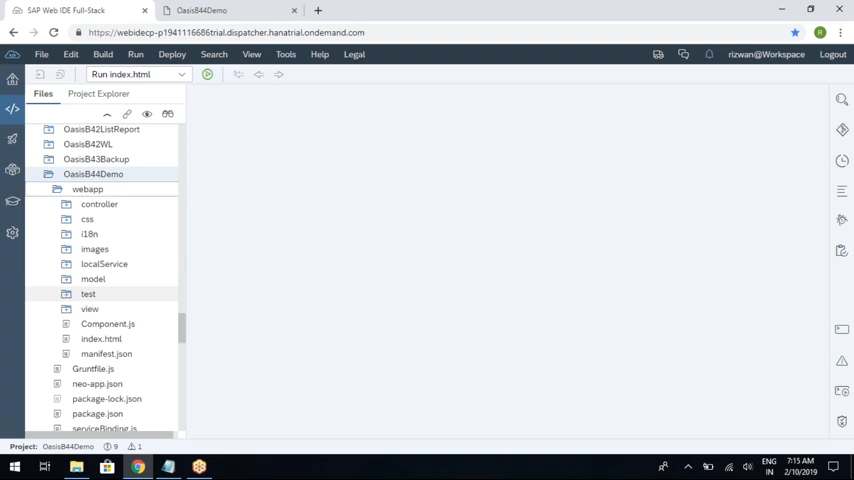 SAP Web IDE Full-Stack
OasisB44Demo
https://webidecp-p1941116686trial.dispatcher.hanatrial.ondemand.com
R
File Edit Build Run Deploy Search View Tools Help Legal
rizwan@Workspace Logout
Run index.html
Files Project Explorer
OasisB42ListReport
OasisB42WL
OasisB43Backup
OasisB44Demo
webapp
controller
css
i18n
images
localService
model
test
view
Component.js
index.html
manifest.json
Gruntfile.js
neo-app.json
package-lock.json
package.json
serviceBinding.js
Project: OasisB44Demo 9 1
ENG
IN
7:15 AM
2/10/2019